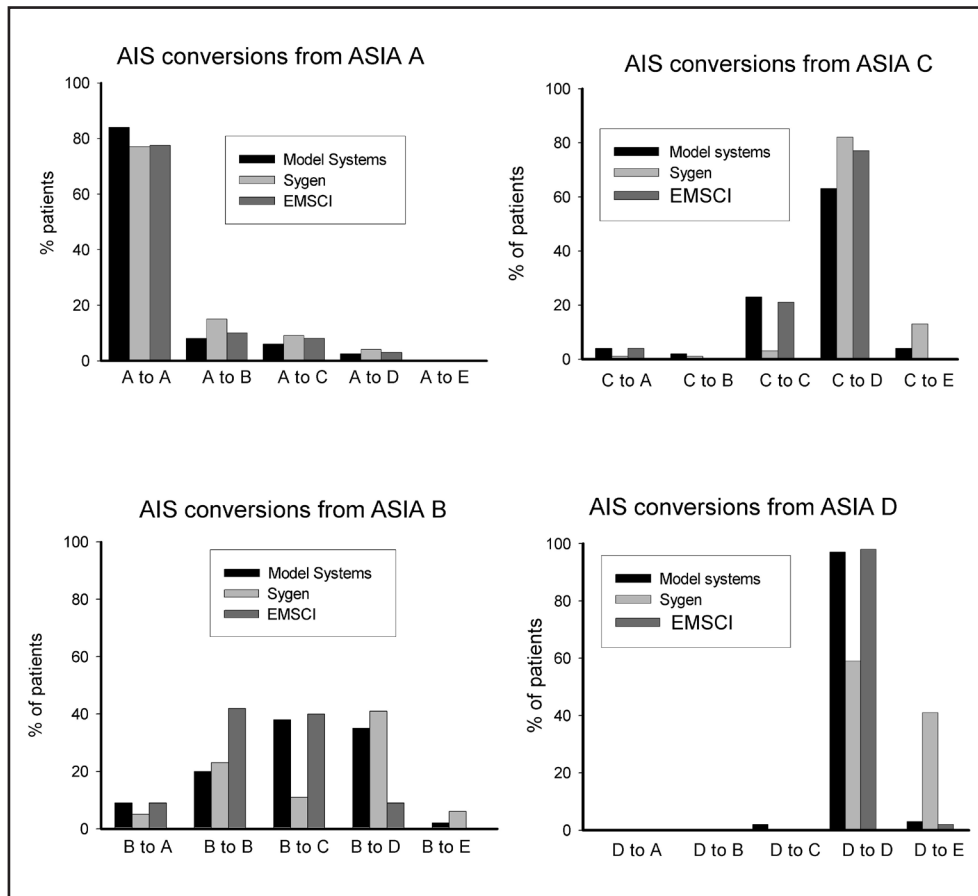 AIS conversions from ASIA A
100
80
60
40
20
0
% patients
Model Systems
Sygen
EMSCI
A to A A to B A to C A to D A to E
AIS conversions from ASIA C
100
80
60
40
20
0
% of patients
Model systems
Sygen
EMSCI
C to A C to B C to C C to D C to E
AIS conversions from ASIA B
100
80
60
40
20
0
% of patients
Model Systems
Sygen
EMSCI
B to A B to B B to C B to D B to E
AIS conversions from ASIA D
100
80
60
40
20
0
% of patients
Model systems
Sygen
EMSCI
D to A D to B D to C D to D D to E